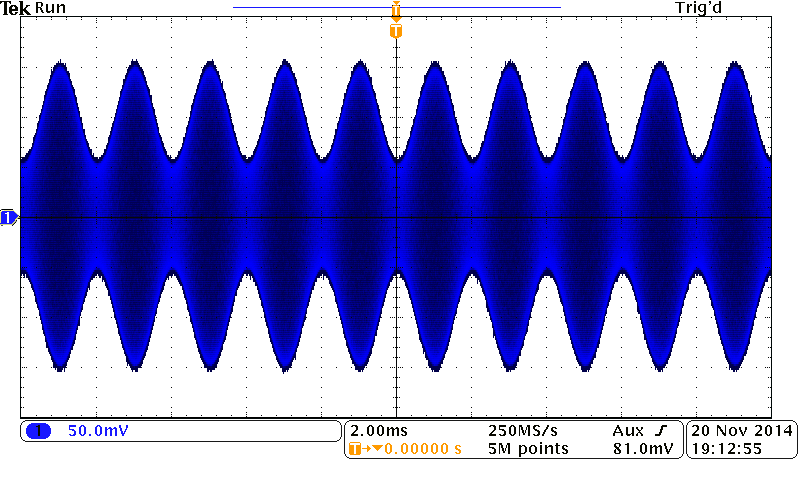 Tek Run Trig'd
T
T
1
1 50.0mV
2.00ms 250MS/s Aux
T→▼0.00000 s 5M points 81.0mV
20 Nov 2014
19:12:55